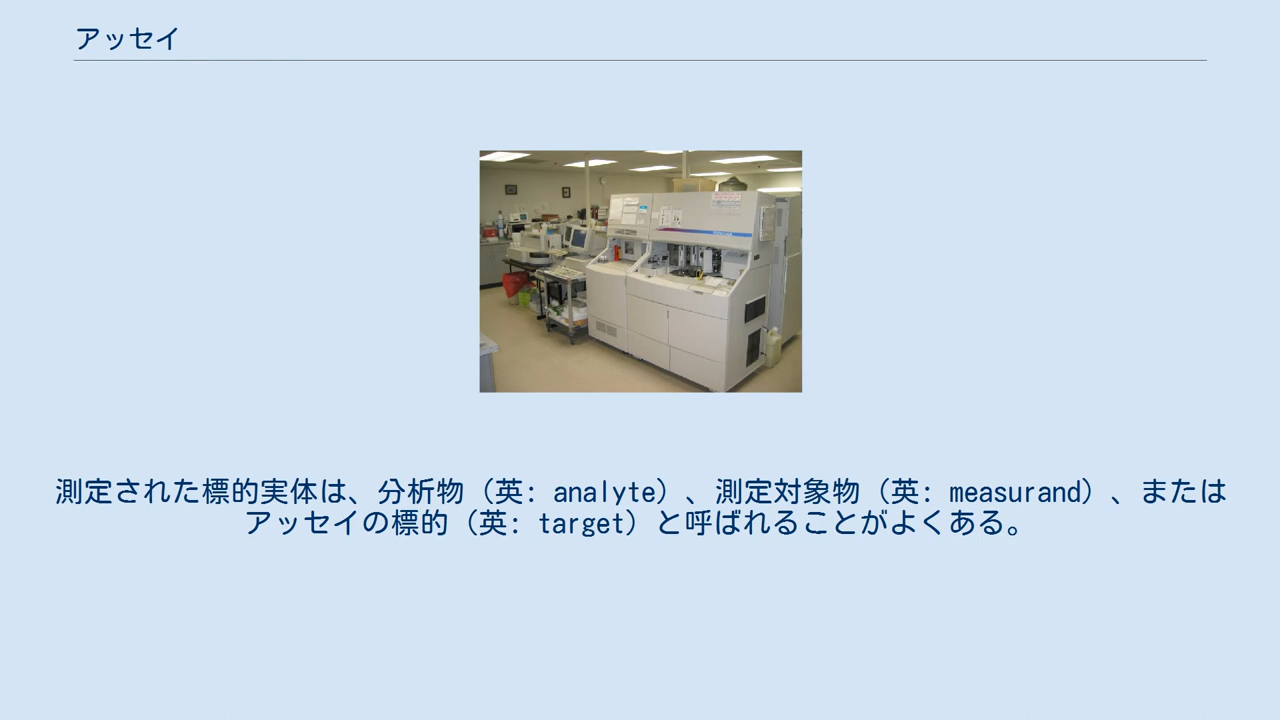 アッセイ
測定された標的実体は、分析物（英: analyte）、測定対象物（英: measurand）、または
アッセイの標的（英: target）と呼ばれることがよくある。